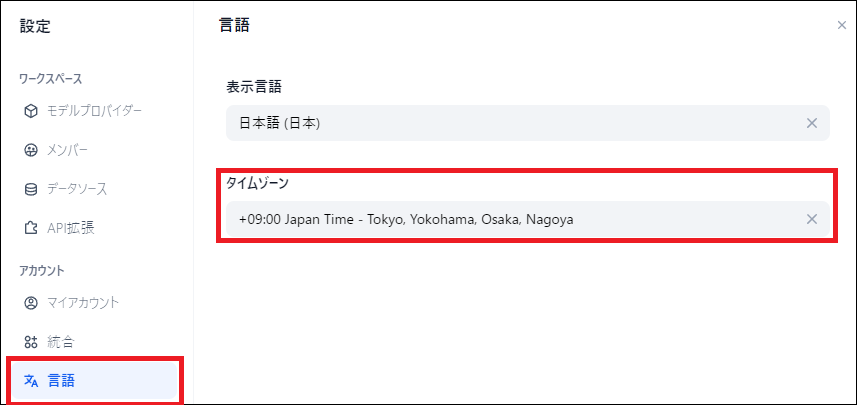 設定
ワークスペース
モデルプロバイダー
メンバー
データソース
API拡張
アカウント
マイアカウント
統合
言語
言語
表示言語
日本語 (日本)
タイムゾーン
+09:00 Japan Time - Tokyo, Yokohama, Osaka, Nagoya